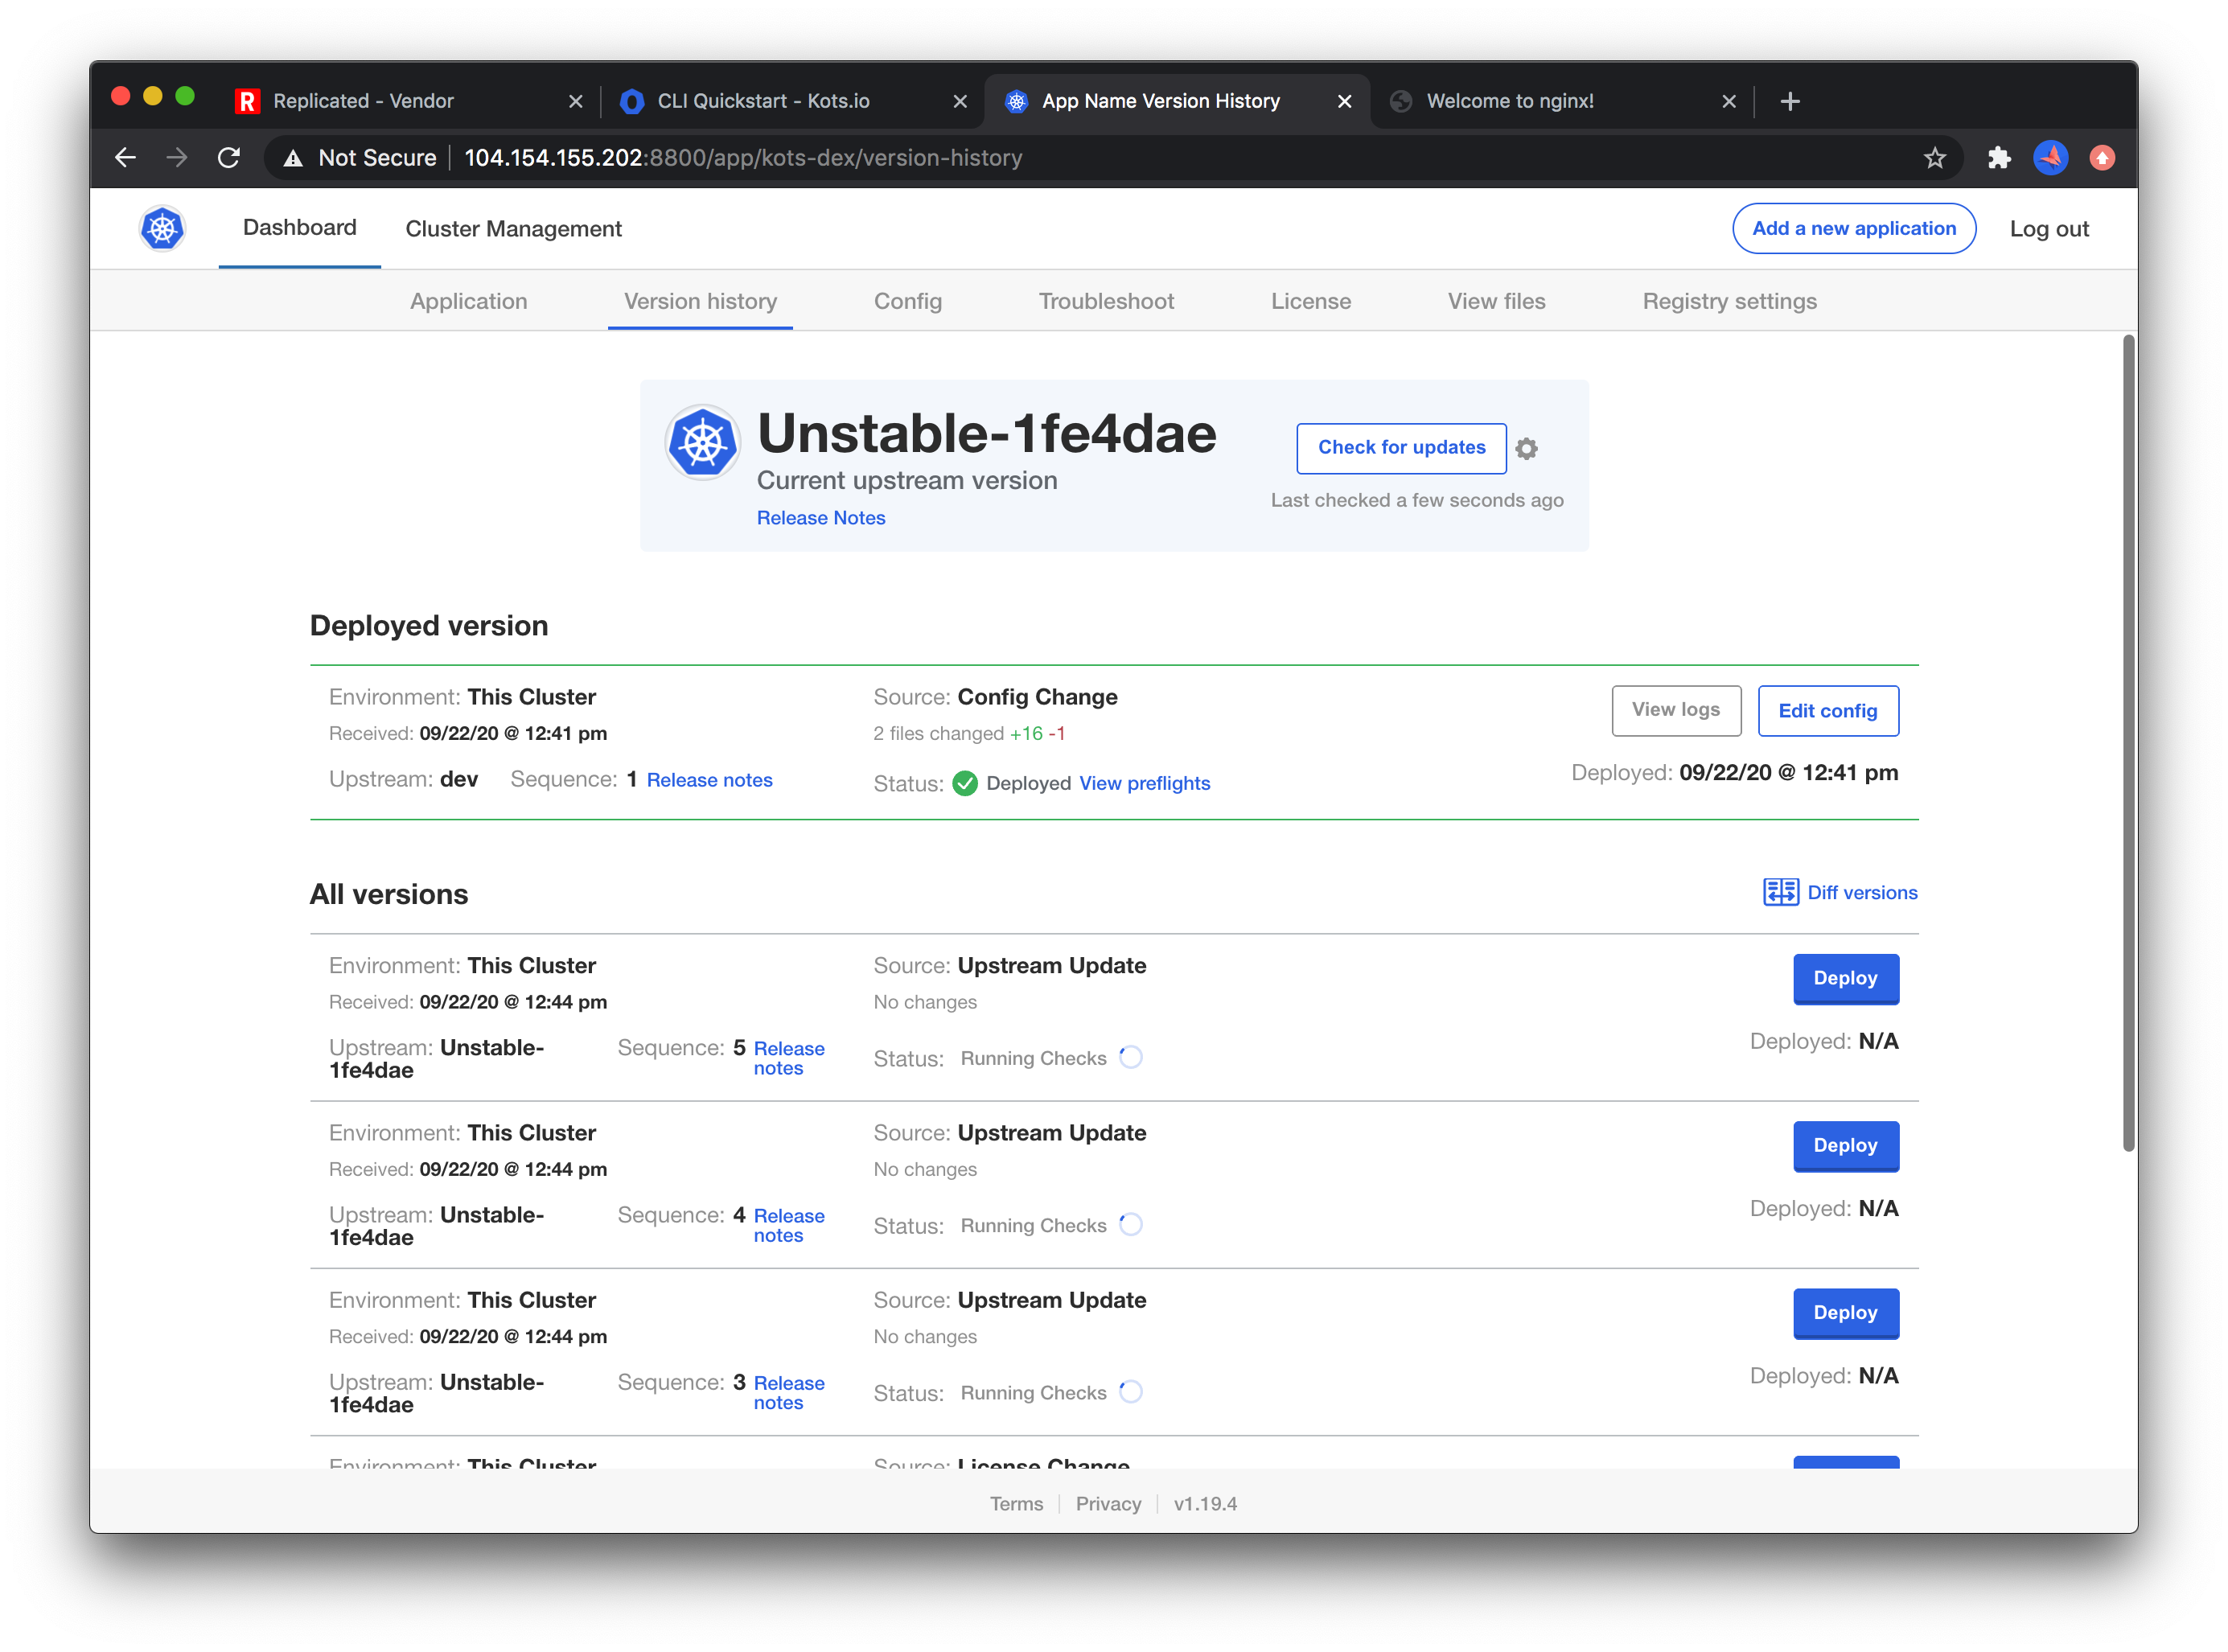 Replicated - Vendor
CLI Quickstart - Kots.io
App Name Version History
Welcome to nginx!
Not Secure 104.154.155.202:8800/app/kots-dex/version-history
Dashboard Cluster Management Add a new application Log out
Application Version history Config Troubleshoot License View files Registry settings
Unstable-1fe4dae
Current upstream version
Release Notes
Check for updates
Last checked a few seconds ago
Deployed version
Environment: This Cluster
Received: 09/22/20 @ 12:41 pm
Upstream: dev Sequence: 1 Release notes
Source: Config Change
2 files changed +16 -1
Status: Deployed View preflights
View logs Edit config
Deployed: 09/22/20 @ 12:41 pm
All versions
Diff versions
Environment: This Cluster
Received: 09/22/20 @ 12:44 pm
Upstream: Unstable-
1fe4dae
Sequence: 5 Release
notes
Source: Upstream Update
No changes
Status: Running Checks
Deploy
Deployed: N/A
Environment: This Cluster
Received: 09/22/20 @ 12:44 pm
Upstream: Unstable-
1fe4dae
Sequence: 4 Release
notes
Source: Upstream Update
No changes
Status: Running Checks
Deploy
Deployed: N/A
Environment: This Cluster
Received: 09/22/20 @ 12:44 pm
Upstream: Unstable-
1fe4dae
Sequence: 3 Release
notes
Source: Upstream Update
No changes
Status: Running Checks
Deploy
Deployed: N/A
Environment: This Cluster
Source: License Change
Terms Privacy v1.19.4